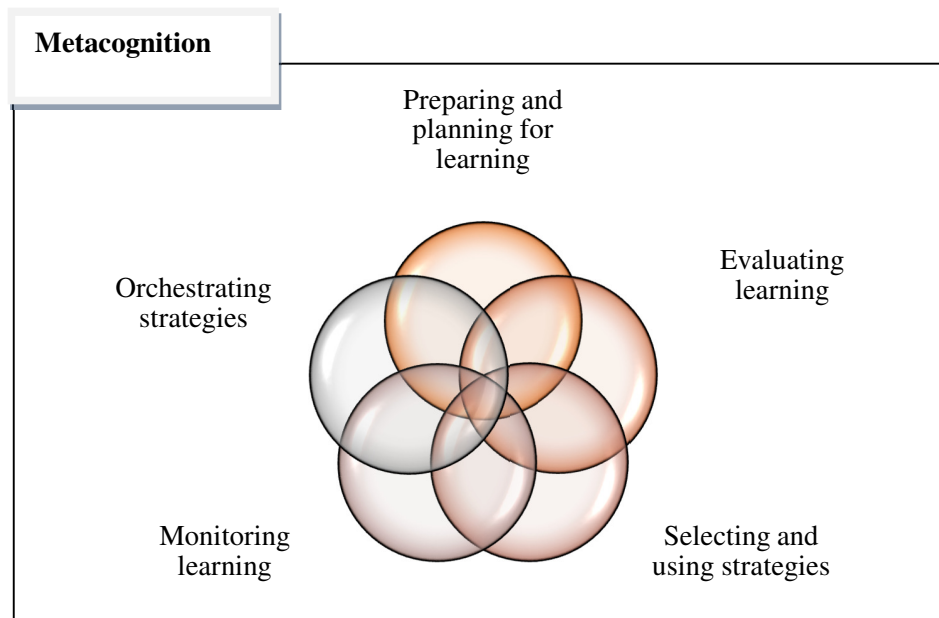 Metacognition
Preparing and
planning for
learning
Orchestrating
strategies
Evaluating
learning
Monitoring
learning
Selecting and
using strategies